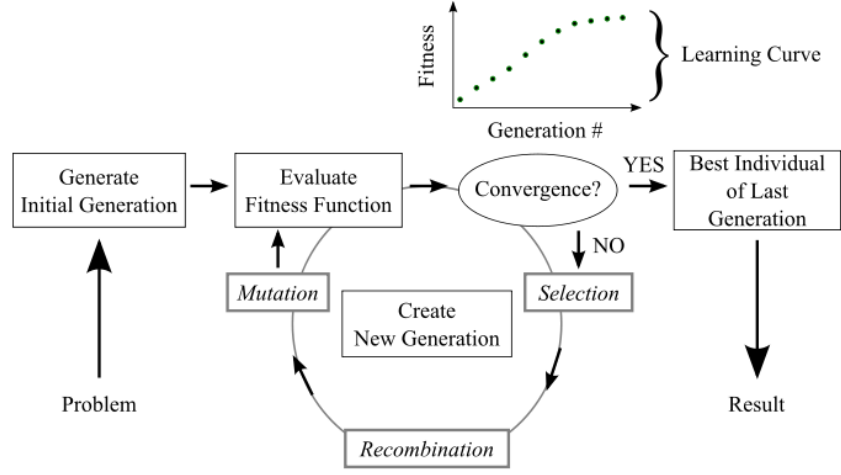 Fitness
Learning Curve
Generation #
Generate
Initial Generation
Evaluate
Fitness Function
Convergence?
YES
Best Individual
of Last
Generation
NO
Mutation
Selection
Create
New Generation
Problem
Result
Recombination